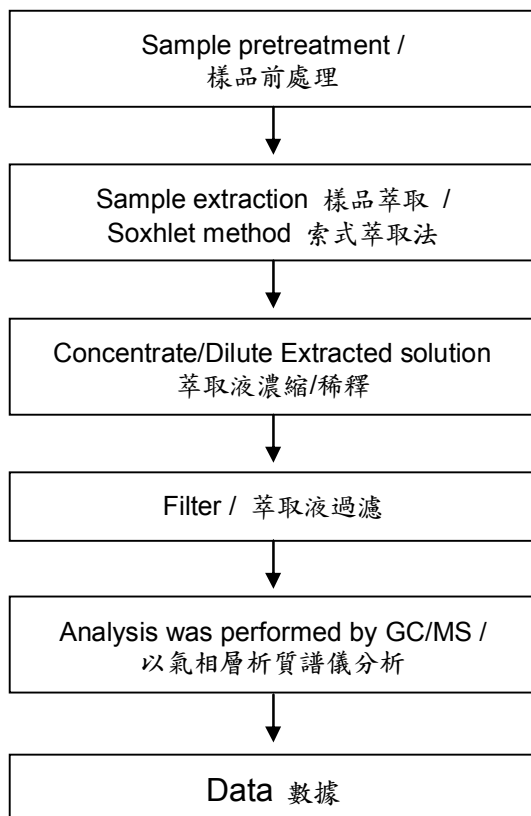 Sample pretreatment /
樣品前處理
Sample extraction 樣品萃取 /
Soxhlet method 索式萃取法
Concentrate/Dilute Extracted solution
萃取液濃縮/稀釋
Filter / 萃取液過濾
Analysis was performed by GC/MS /
以氣相層析質譜儀分析
Data 數據